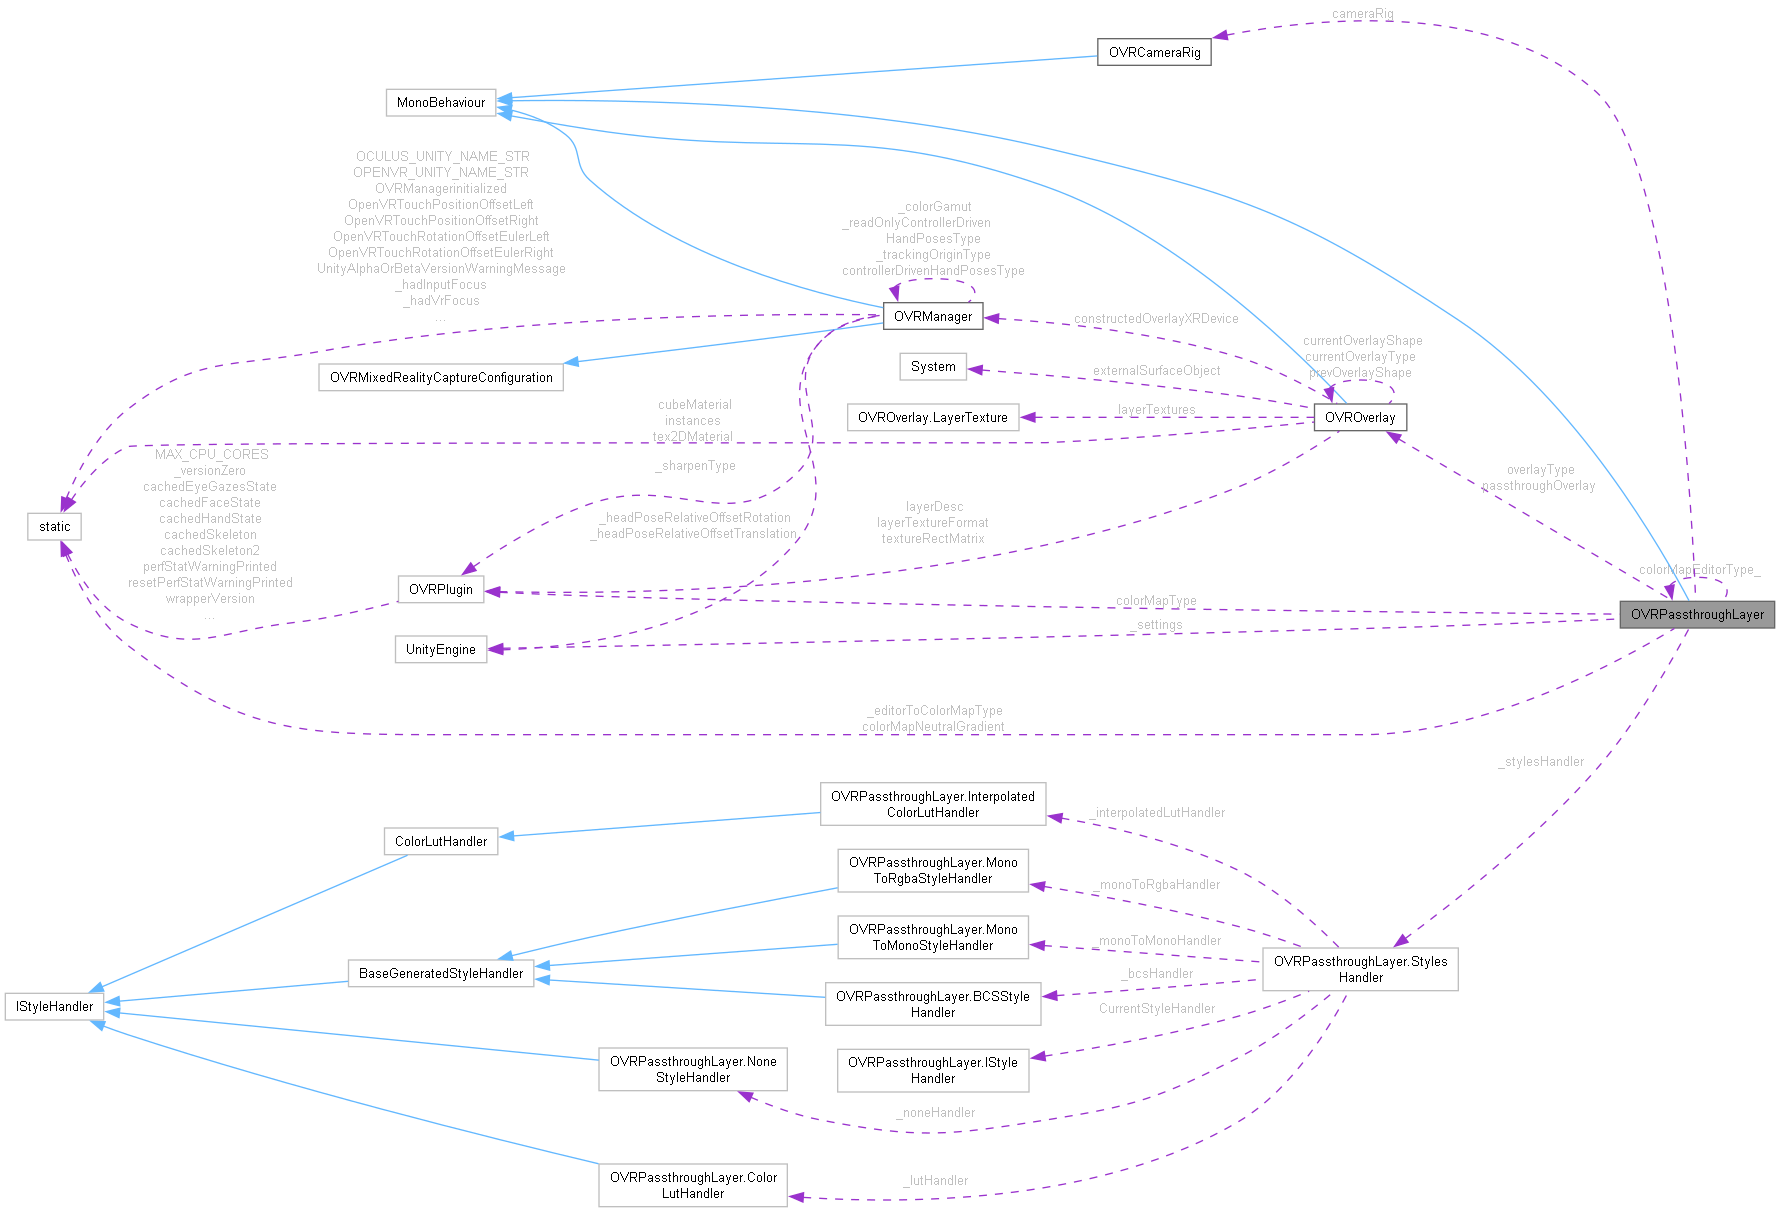 cameraRig
OVRCameraRig
MonoBehaviour
OCULUS_UNITY_NAME_STR
OPENVR_UNITY_NAME_STR
OVRManagerinitialized
OpenVRTouchPositionOffsetLeft
OpenVRTouchPositionOffsetRight
OpenVRTouchRotationOffsetEulerLeft
OpenVRTouchRotationOffsetEulerRight
UnityAlphaOrBetaVersionWarningMessage
_hadInputFocus
_hadVrFocus
...
_colorGamut
_readOnlyControllerDriven
HandPosesType
_trackingOriginType
controllerDrivenHandPosesType
OVRManager
constructedOverlayXRDevice
currentOverlayShape
currentOverlayType
prevOverlayShape
System
externalSurfaceObject
OVRMixedRealityCaptureConfiguration
OVROverlay.LayerTexture
layerTextures
OVROverlay
cubeMaterial
instances
tex2DMaterial
MAX_CPU_CORES
_versionZero
cachedEyeGazesState
cachedFaceState
cachedHandState
cachedSkeleton
cachedSkeleton2
perfStatWarningPrinted
resetPerfStatWarningPrinted
wrapperVersion
...
_sharpenType
overlayType
passthroughOverlay
static
_headPoseRelativeOffsetRotation
_headPoseRelativeOffsetTranslation
layerDesc
layerTextureFormat
textureRectMatrix
colorMapEditorType_
OVRPlugin
colorMapType
OVRPassthroughLayer
_settings
UnityEngine
_editorToColorMapType
colorMapNeutralGradient
_stylesHandler
OVRPassthroughLayer.Interpolated
ColorLutHandler
_interpolatedLutHandler
ColorLutHandler
OVRPassthroughLayer.Mono
ToRgbaStyleHandler
_monoToRgbaHandler
OVRPassthroughLayer.Mono
ToMonoStyleHandler
_monoToMonoHandler
OVRPassthroughLayer.Styles
Handler
BaseGeneratedStyleHandler
_bcsHandler
OVRPassthroughLayer.BCSStyle
Handler
IStyleHandler
CurrentStyleHandler
OVRPassthroughLayer.IStyle
Handler
OVRPassthroughLayer.None
StyleHandler
_noneHandler
OVRPassthroughLayer.Color
LutHandler
_lutHandler